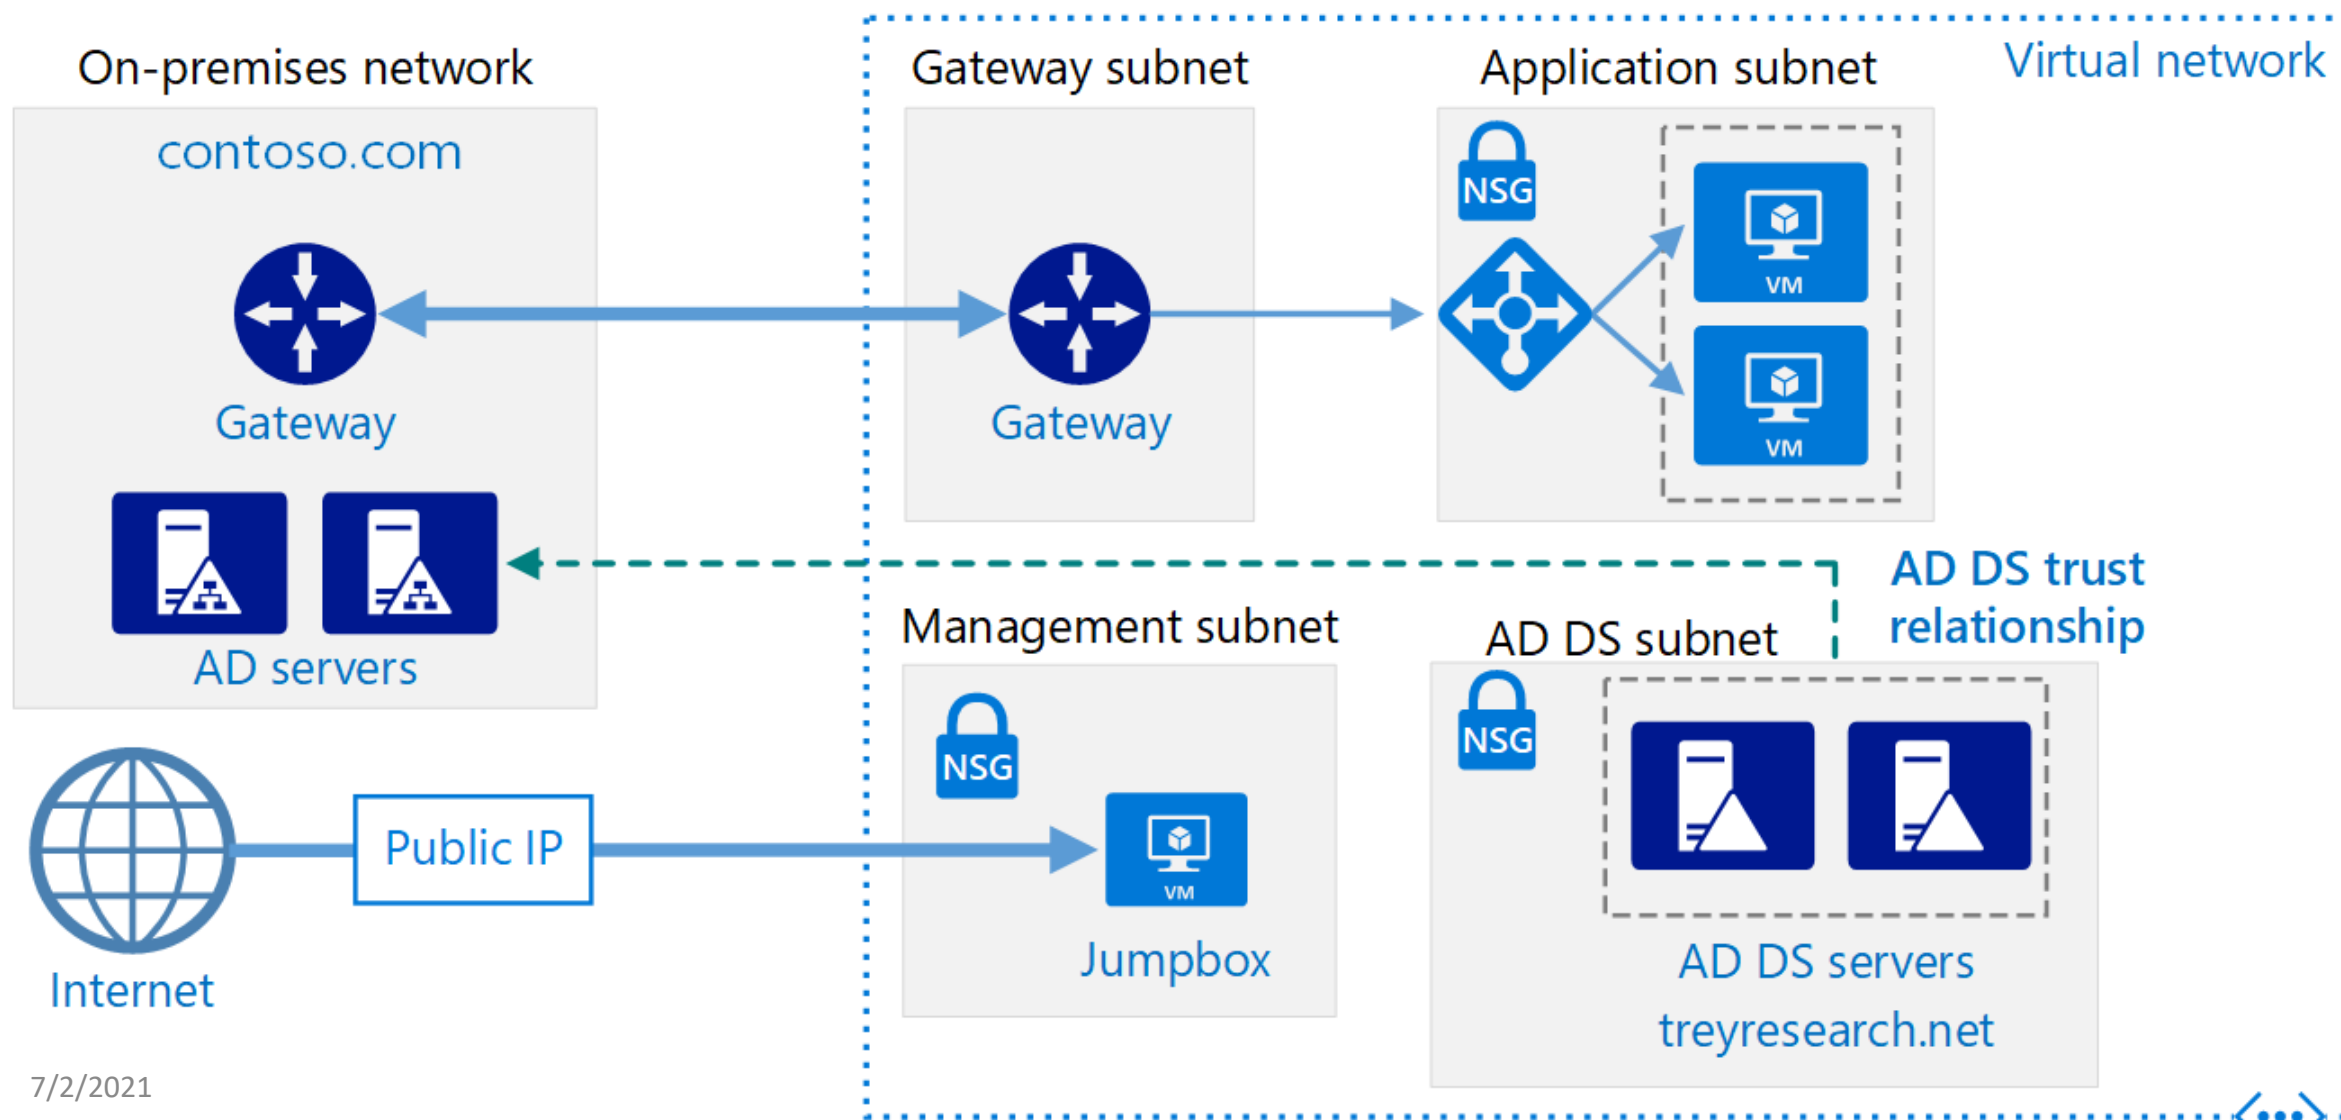 On-premises network
contoso.com
Gateway
AD servers
Internet
Public IP
Virtual network
Gateway subnet
Gateway
Application subnet
NSG
VM
VM
AD DS trust
relationship
Management subnet
NSG
VM
Jumpbox
AD DS subnet
NSG
AD DS servers
treyresearch.net
7/2/2021